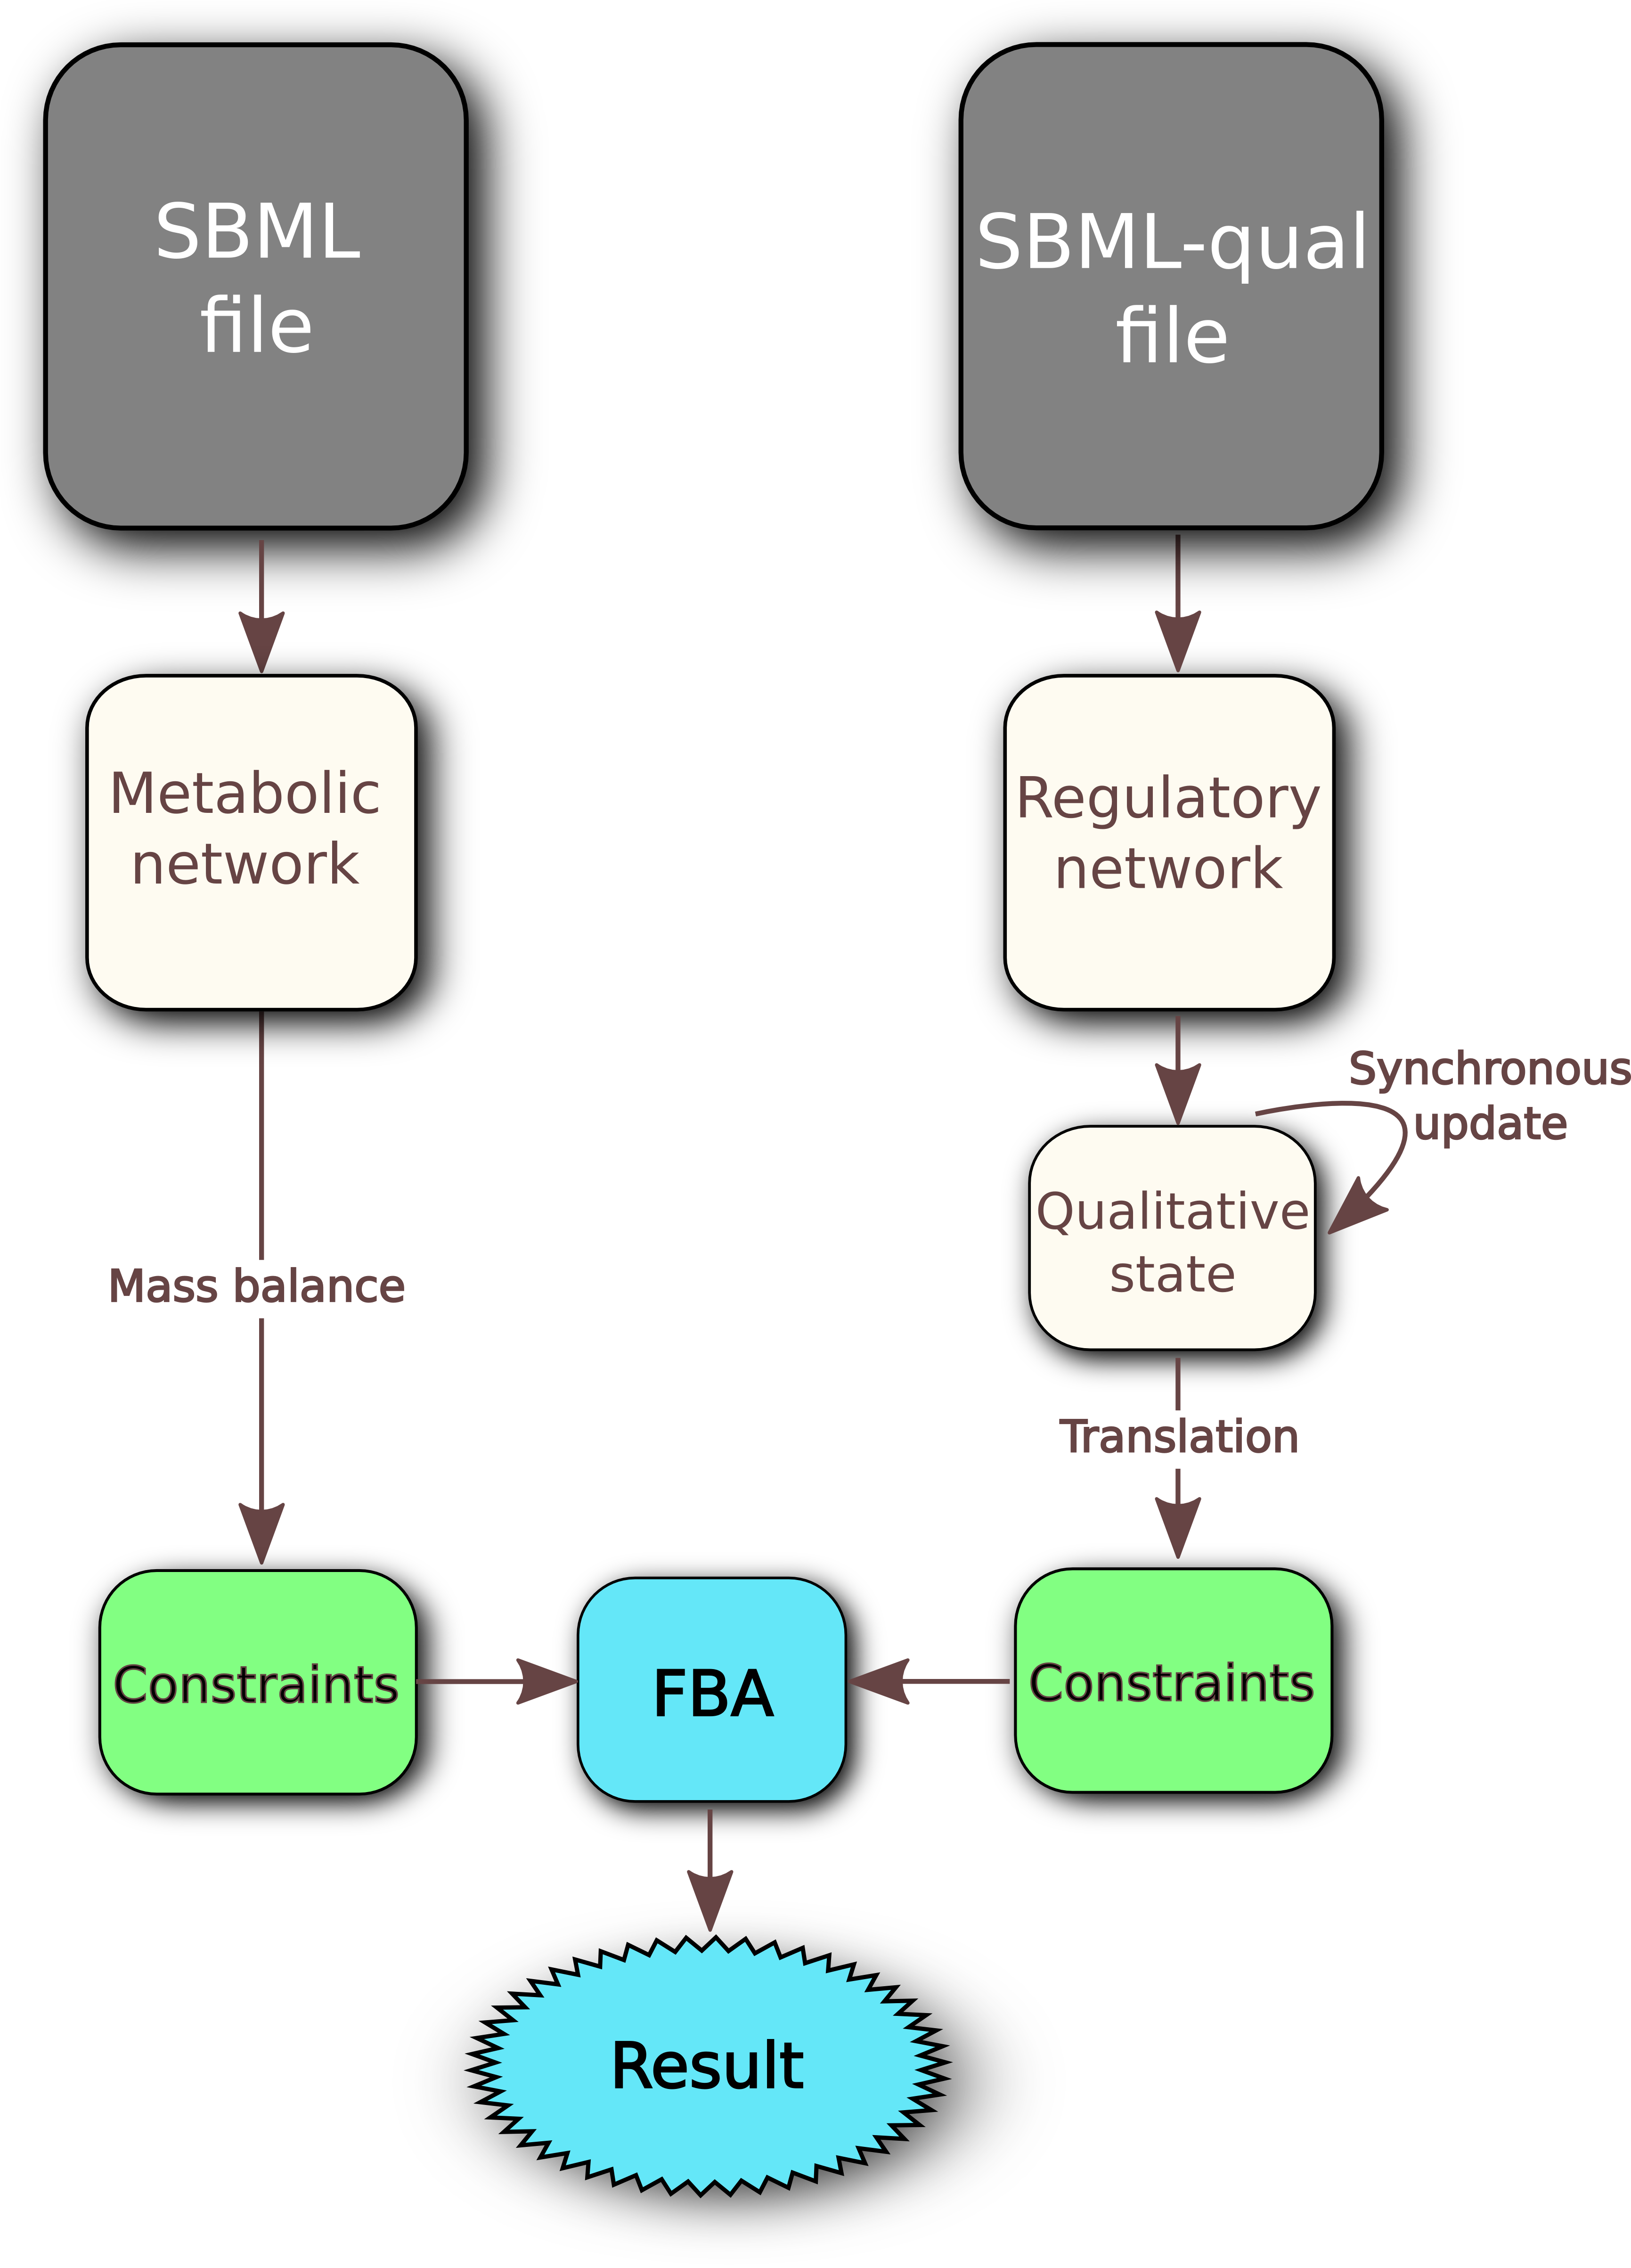 SBML
file
SBML-qual
file
Metabolic
network
Regulatory
network
Synchronous
update
Qualitative
state
Mass balance
Translation
Constraints
FBA
Constraints
Result